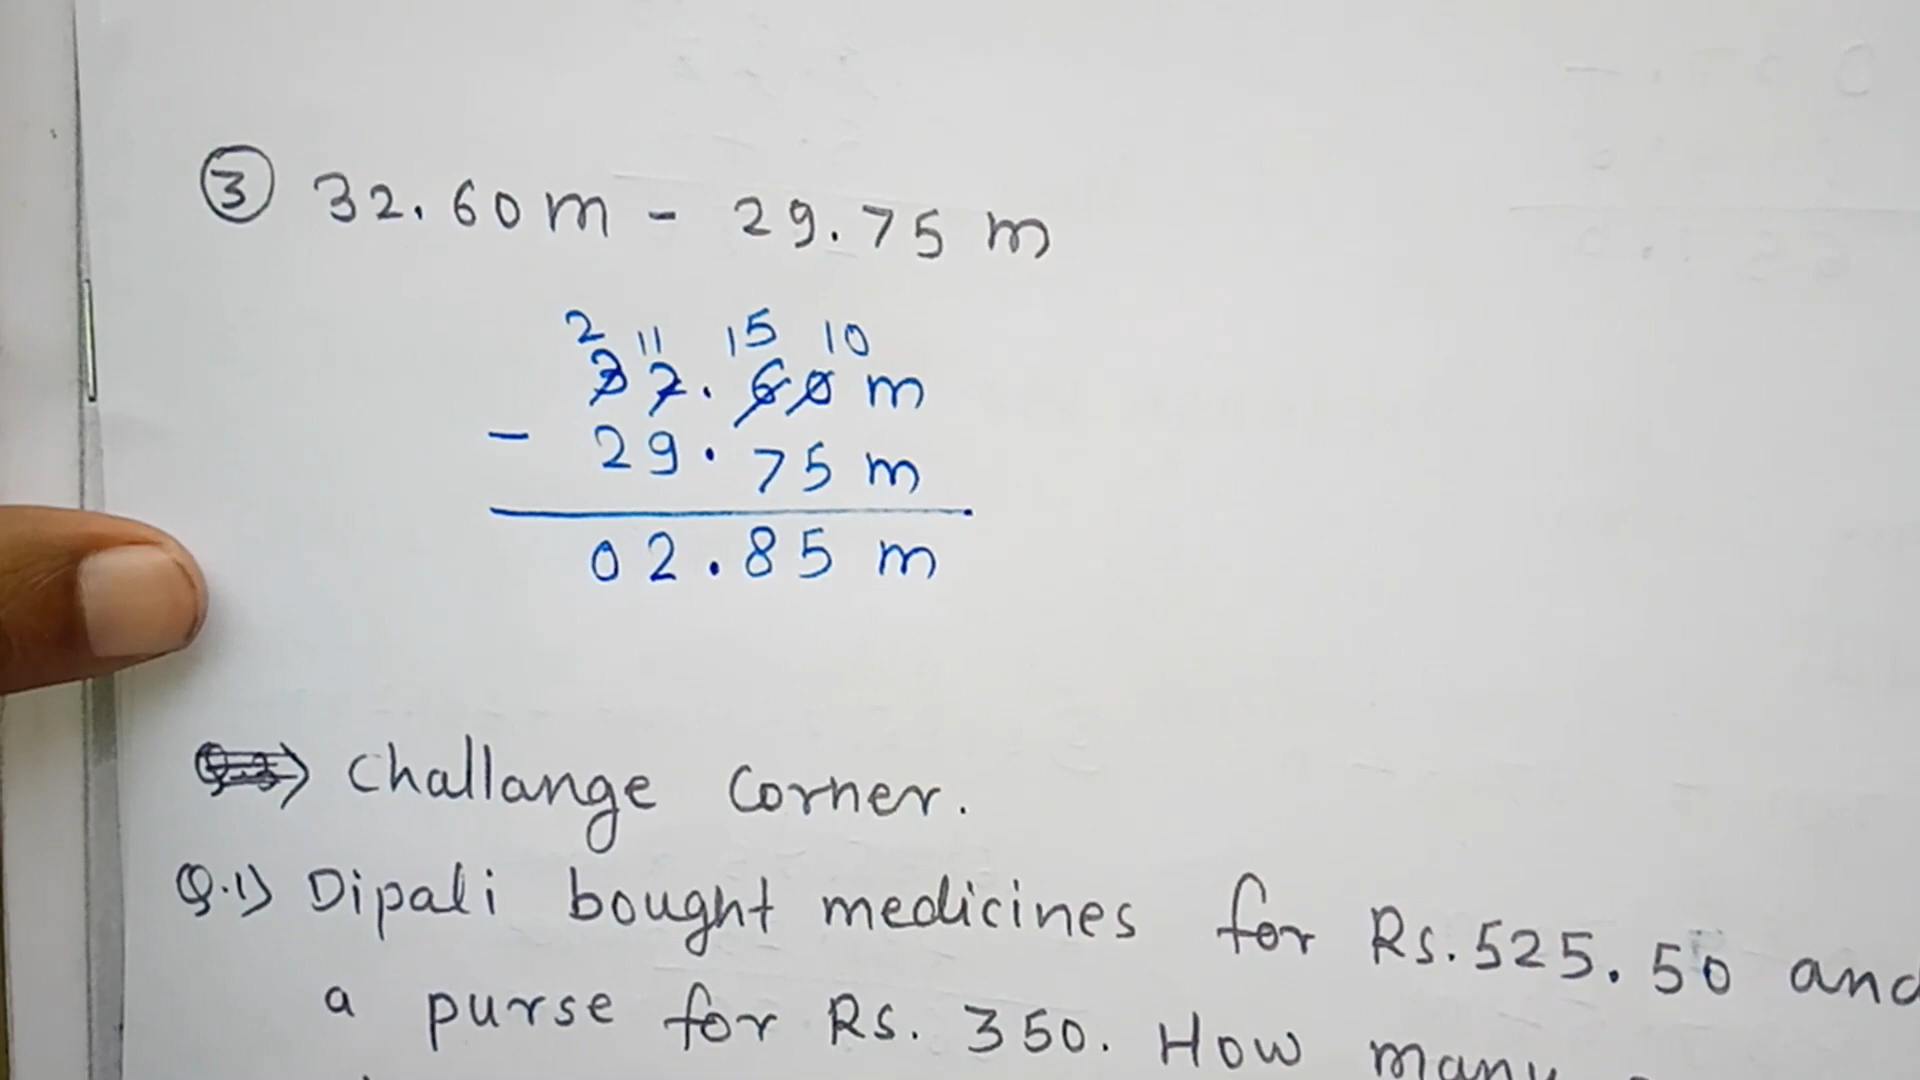 ③ 32.60 m - 29.75 m
2 11 15 10
32.60 m
- 29.75 m
02.85 m
challange corner.
Q.1) Dipali bought medicines for Rs.525.50 and
a purse for Rs. 350. How many